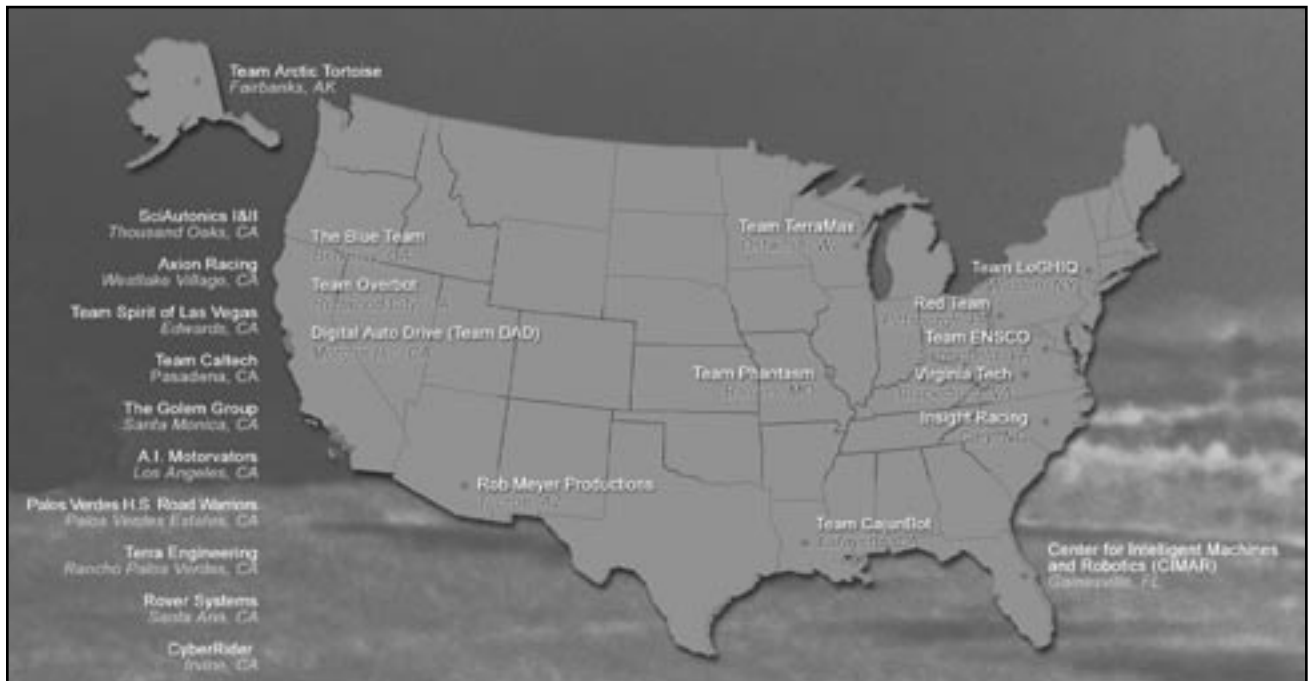 Team Arctic Tortoise
Fairbanks, AK
SciAutonics I&II
Thousand Oaks, CA
Axion Racing
Westlake Village, CA
Team Spirit of Las Vegas
Edwards, CA
Team Caltech
Pasadena, CA
The Golem Group
Santa Monica, CA
A.I. Motorvators
Los Angeles, CA
Palos Verdes H.S. Road Warriors
Palos Verdes Estates, CA
Terra Engineering
Rancho Palos Verdes, CA
Rover Systems
Santa Ana, CA
CyberRider
Irvine, CA
The Blue Team
CA
Team Overbot
Digital Auto Drive (Team DAD)
CA
Rob Meyer Productions
Team TerraMax
Team Phantasm
Team CajunBot
Team LoGHIQ
Red Team
Team ENSCO
Virginia Tech
Insight Racing
Center for Intelligent Machines
and Robotics (CIMAR)
Gainesville, FL